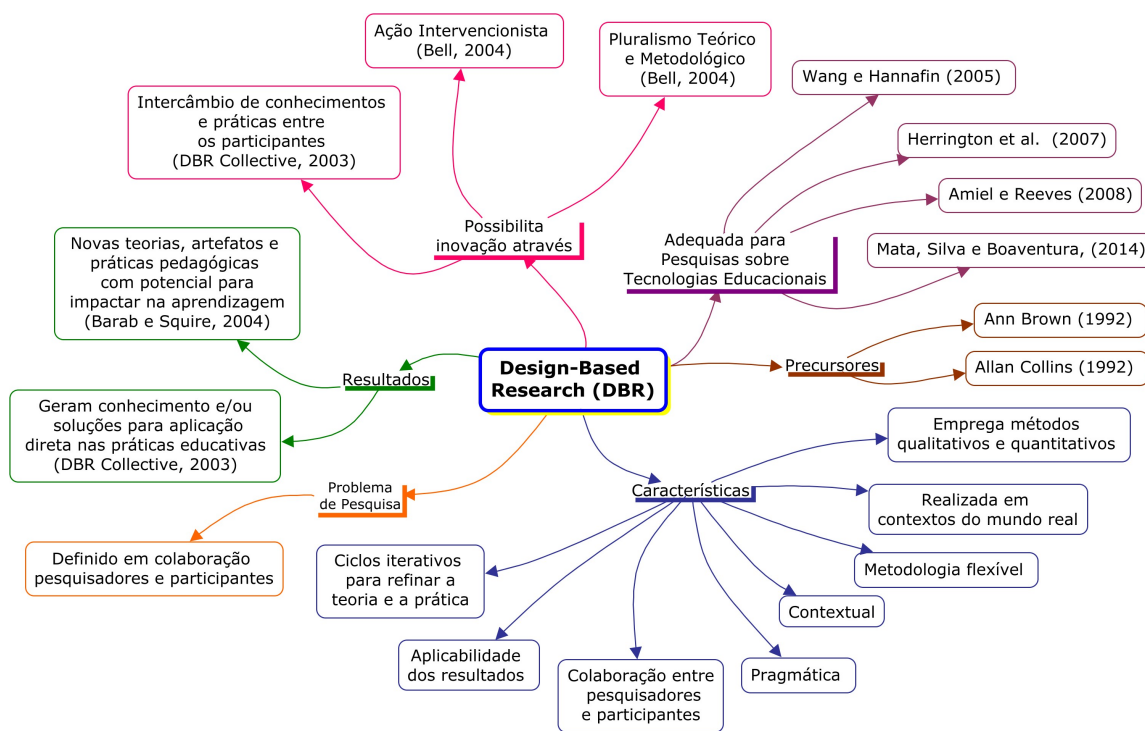 Ação Intervencionista
(Bell, 2004)
Pluralismo Teórico
e Metodológico
(Bell, 2004)
Intercâmbio de conhecimentos
e práticas entre
os participantes
(DBR Collective, 2003)
Possibilita
inovação através
Wang e Hannafin (2005)
Herrington et al.  (2007)
Amiel e Reeves (2008)
Mata, Silva e Boaventura, (2014)
Adequada para
Pesquisas sobre
Tecnologias Educacionais
Novas teorias, artefatos e
práticas pedagógicas
com potencial para
impactar na aprendizagem
(Barab e Squire, 2004)
Resultados
Geram conhecimento e/ou
soluções para aplicação
direta nas práticas educativas
(DBR Collective, 2003)
Design-Based
Research (DBR)
Precursores
Ann Brown (1992)
Allan Collins (1992)
Problema
de Pesquisa
Definido em colaboração
pesquisadores e participantes
Características
Emprega métodos
qualitativos e quantitativos
Realizada em
contextos do mundo real
Metodologia flexível
Contextual
Pragmática
Colaboração entre
pesquisadores
e participantes
Aplicabilidade
dos resultados
Ciclos iterativos
para refinar a
teoria e a prática